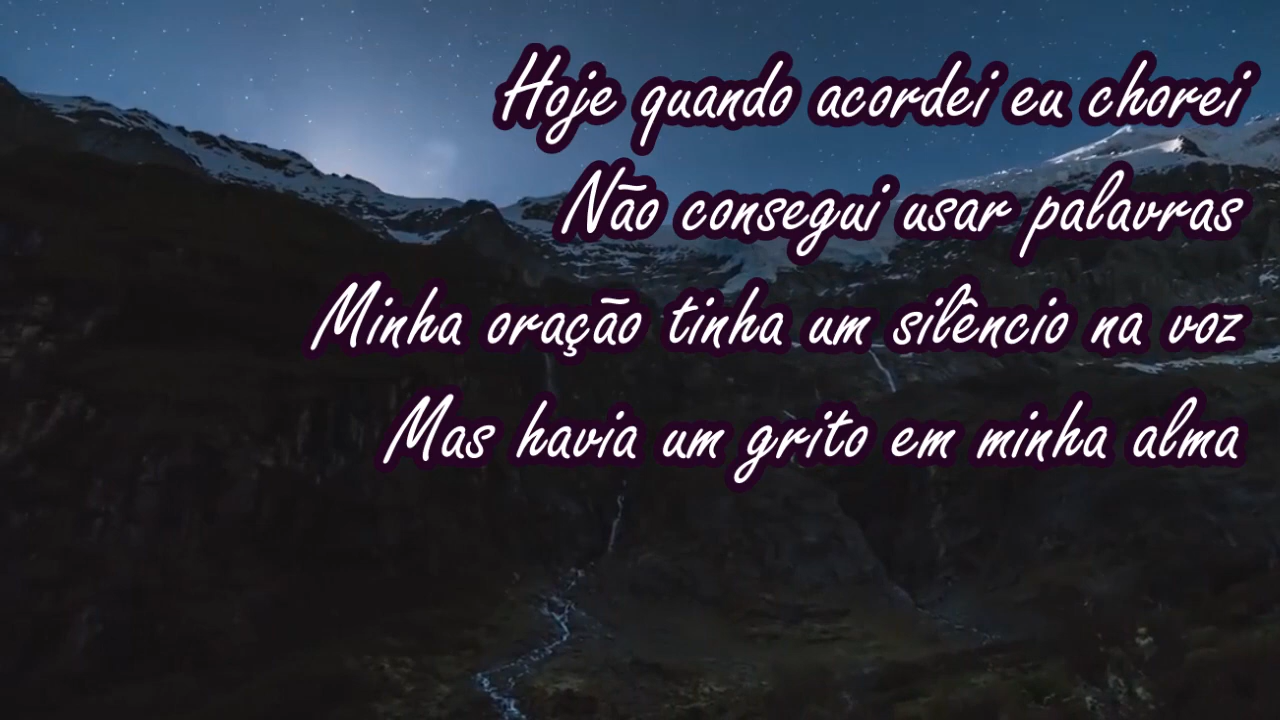 Hoje quando acordei eu chorei
Não consegui usar palavras
Minha oração tinha um silêncio na voz
Mas havia um grito em minha alma